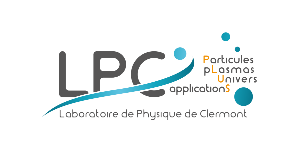 LPC
Particules
pLasmas
Univers
applicationS
Laboratoire de Physique de Clermont